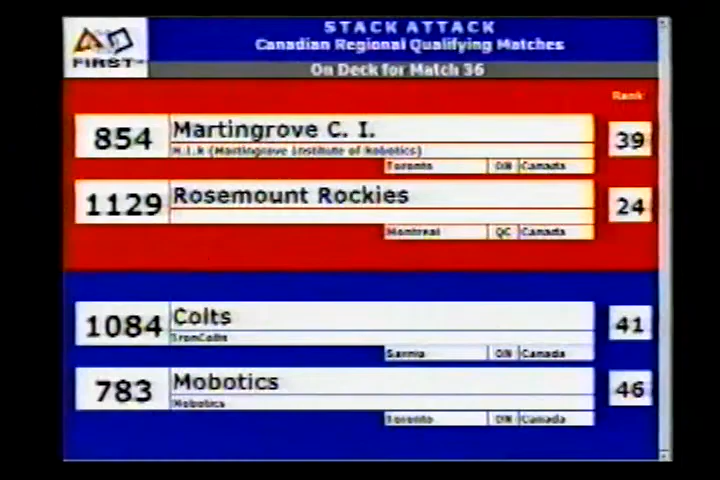 STACK ATTACK
Canadian Regional Qualifying Matches
FIRST
On Deck for Match 36
Rank
854 Martingrove C. I. 39
M.I.R (Martingrove Institute of Robotics)
Toronto ON Canada
1129 Rosemount Rockies 24
Montreal QC Canada
1084 Colts 41
IronColts
Sarnia ON Canada
783 Mobotics 46
Mobotics
Toronto ON Canada